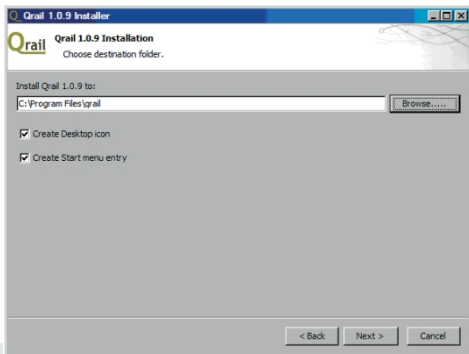 Qrail 1.0.9 Installer
Qrail
Qrail 1.0.9 Installation
Choose destination folder.
Install Qrail 1.0.9 to:
C:\Program Files\qrail
Browse.....
Create Desktop icon
Create Start menu entry
< Back Next > Cancel